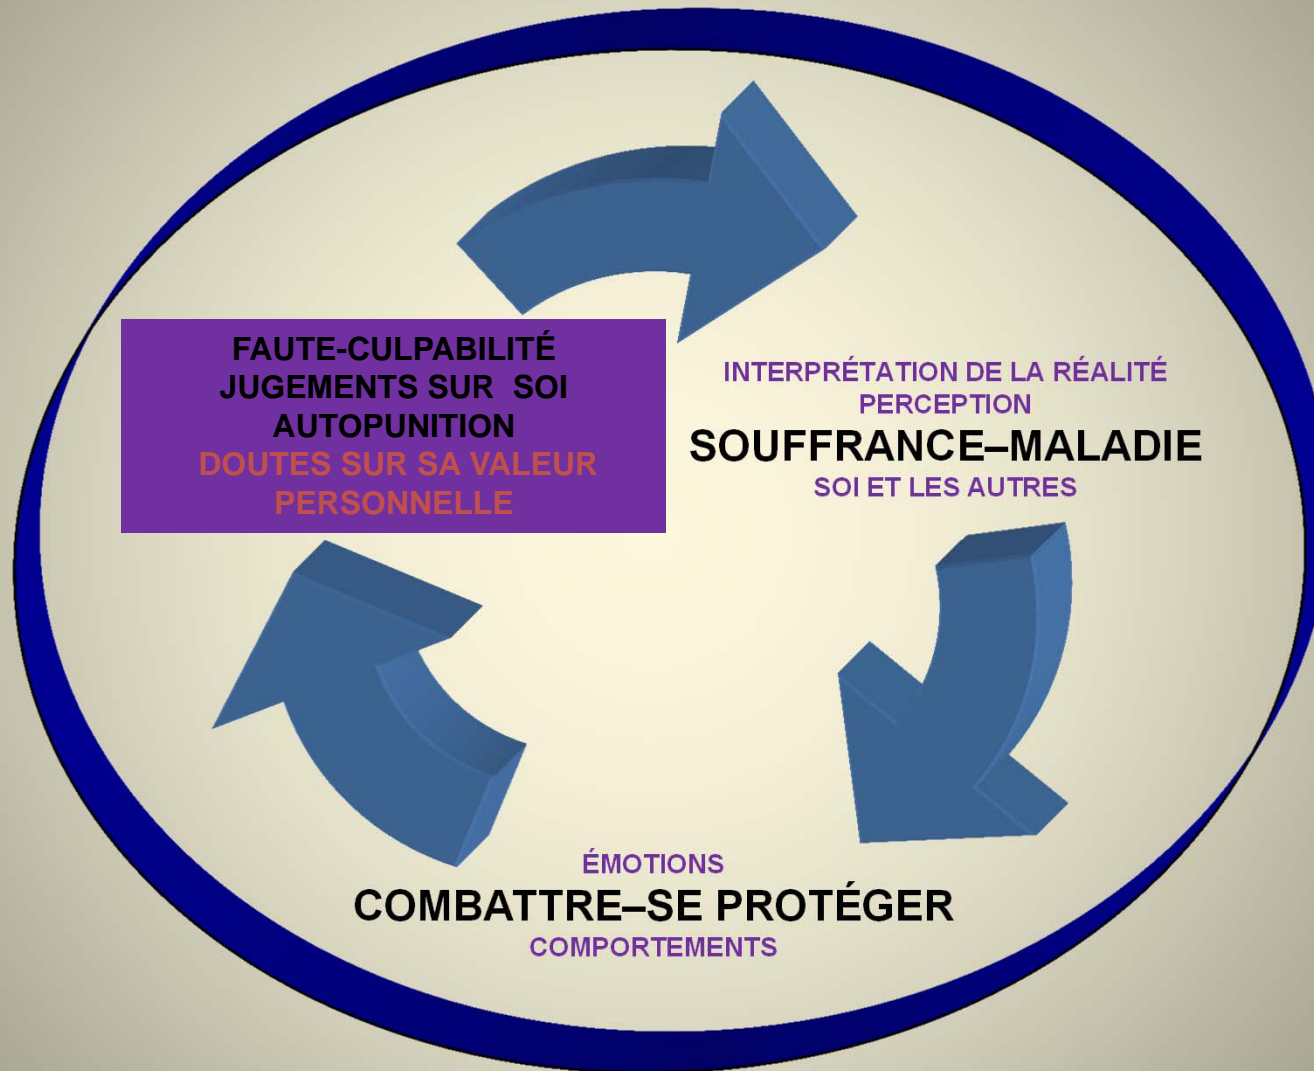 FAUTE-CULPABILITÉ
JUGEMENTS SUR SOI
AUTOPUNITION
DOUTES SUR SA VALEUR
PERSONNELLE
INTERPRÉTATION DE LA RÉALITÉ
PERCEPTION
SOUFFRANCE–MALADIE
SOI ET LES AUTRES
ÉMOTIONS
COMBATTRE–SE PROTÉGER
COMPORTEMENTS